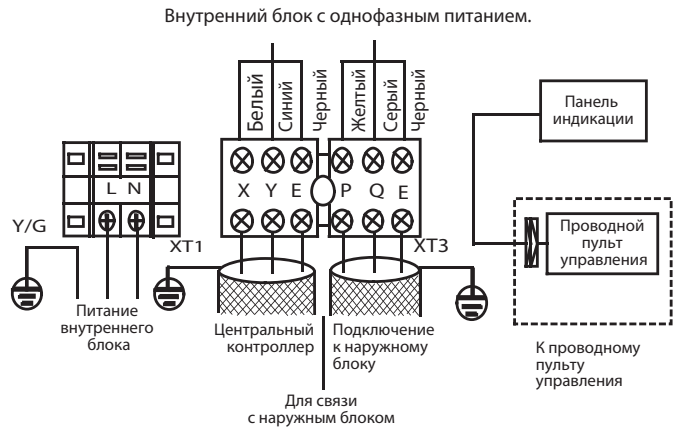 Внутренний блок с однофазным питанием.
Белый
Синий
Черный
Желтый
Серый
Черный
Панель
индикации
L N
X Y E
P Q E
Y/G
XT1
XT3
Проводной
пульт
управления
Питание
внутреннего
блока
Центральный
контроллер
Подключение
к наружному
блоку
К проводному
пульту
управления
Для связи
с наружным блоком